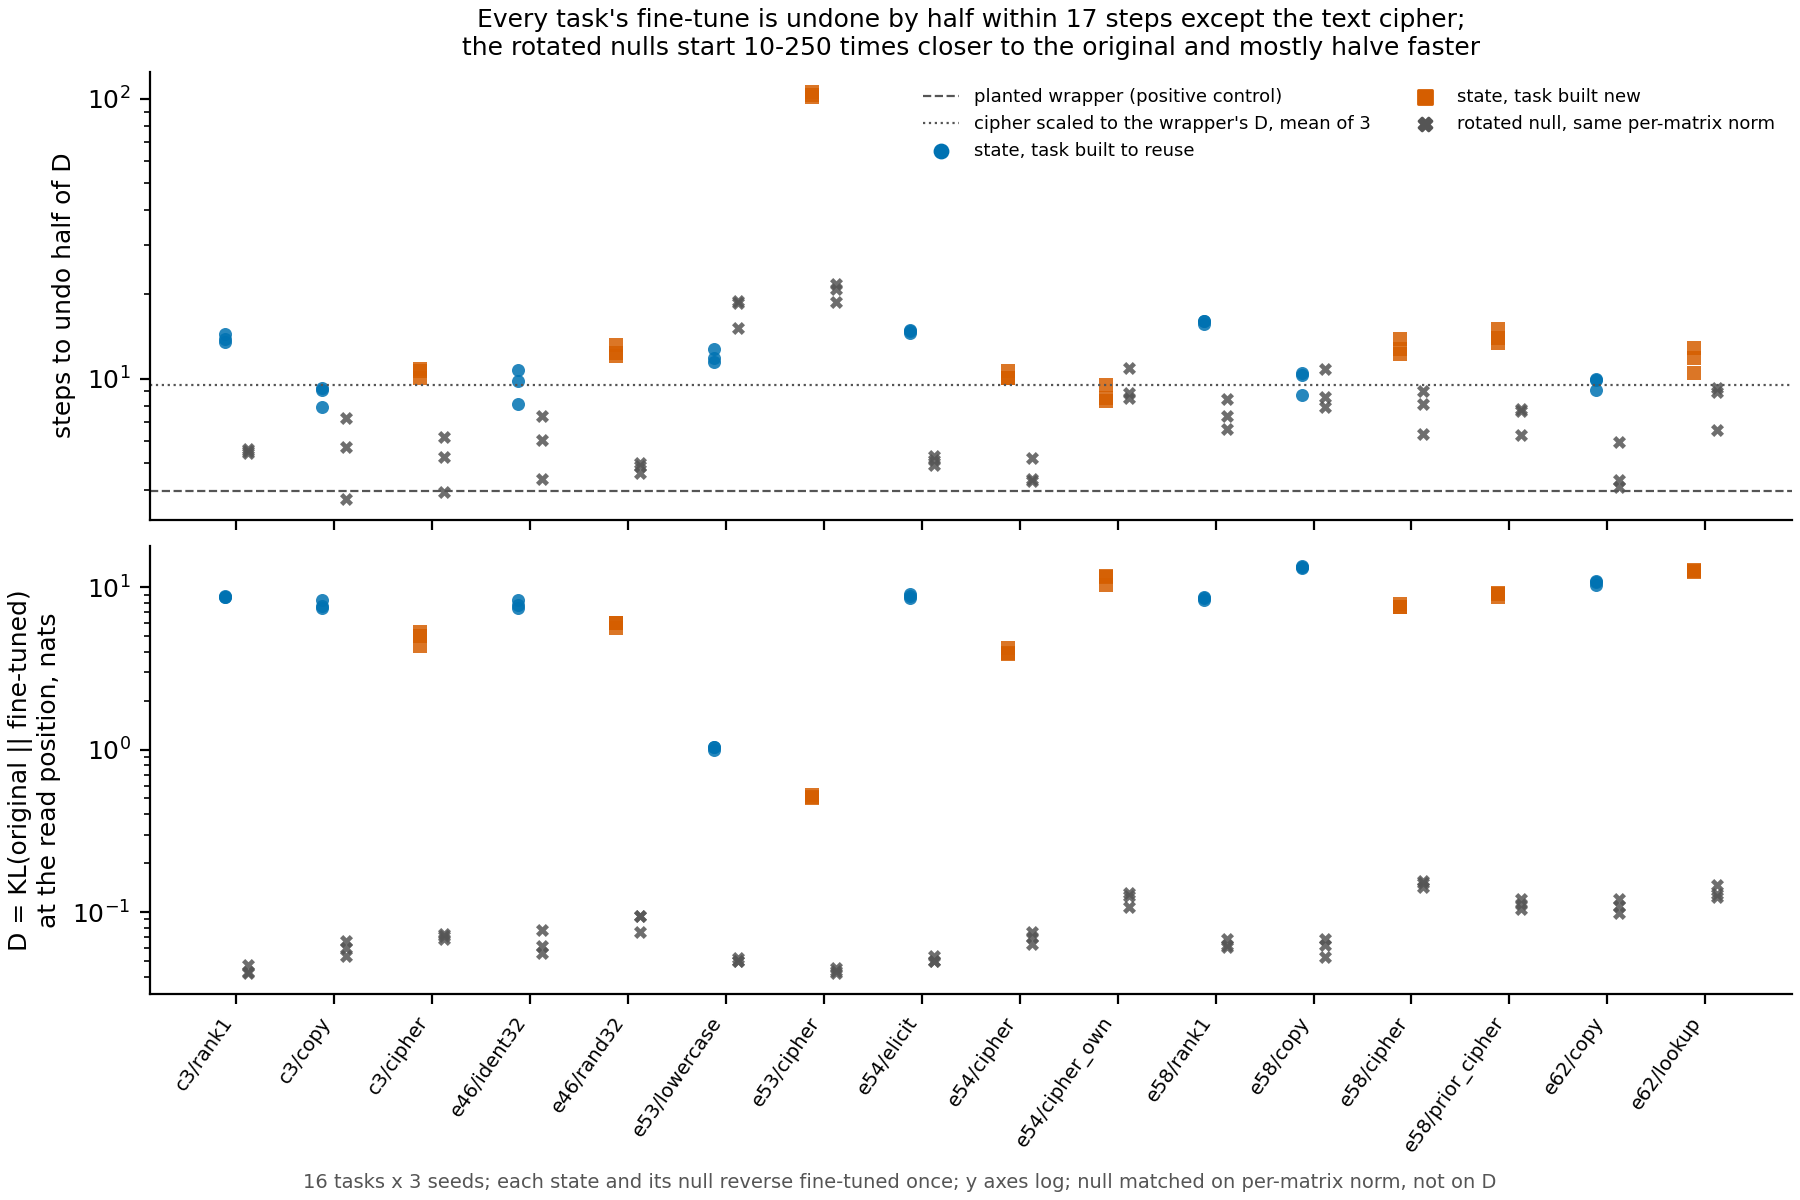 Every task's fine-tune is undone by half within 17 steps except the text cipher;
the rotated nulls start 10-250 times closer to the original and mostly halve faster
steps to undo half of D
10²
10¹
planted wrapper (positive control)
cipher scaled to the wrapper's D, mean of 3
state, task built to reuse
state, task built new
rotated null, same per-matrix norm
D = KL(original || fine-tuned)
at the read position, nats
10¹
10⁰
10⁻¹
c3/rank1
c3/copy
c3/cipher
e46/ident32
e46/rand32
e53/lowercase
e53/cipher
e54/elicit
e54/cipher
e54/cipher_own
e58/rank1
e58/copy
e58/cipher
e58/prior_cipher
e62/copy
e62/lookup
16 tasks x 3 seeds; each state and its null reverse fine-tuned once; y axes log; null matched on per-matrix norm, not on D